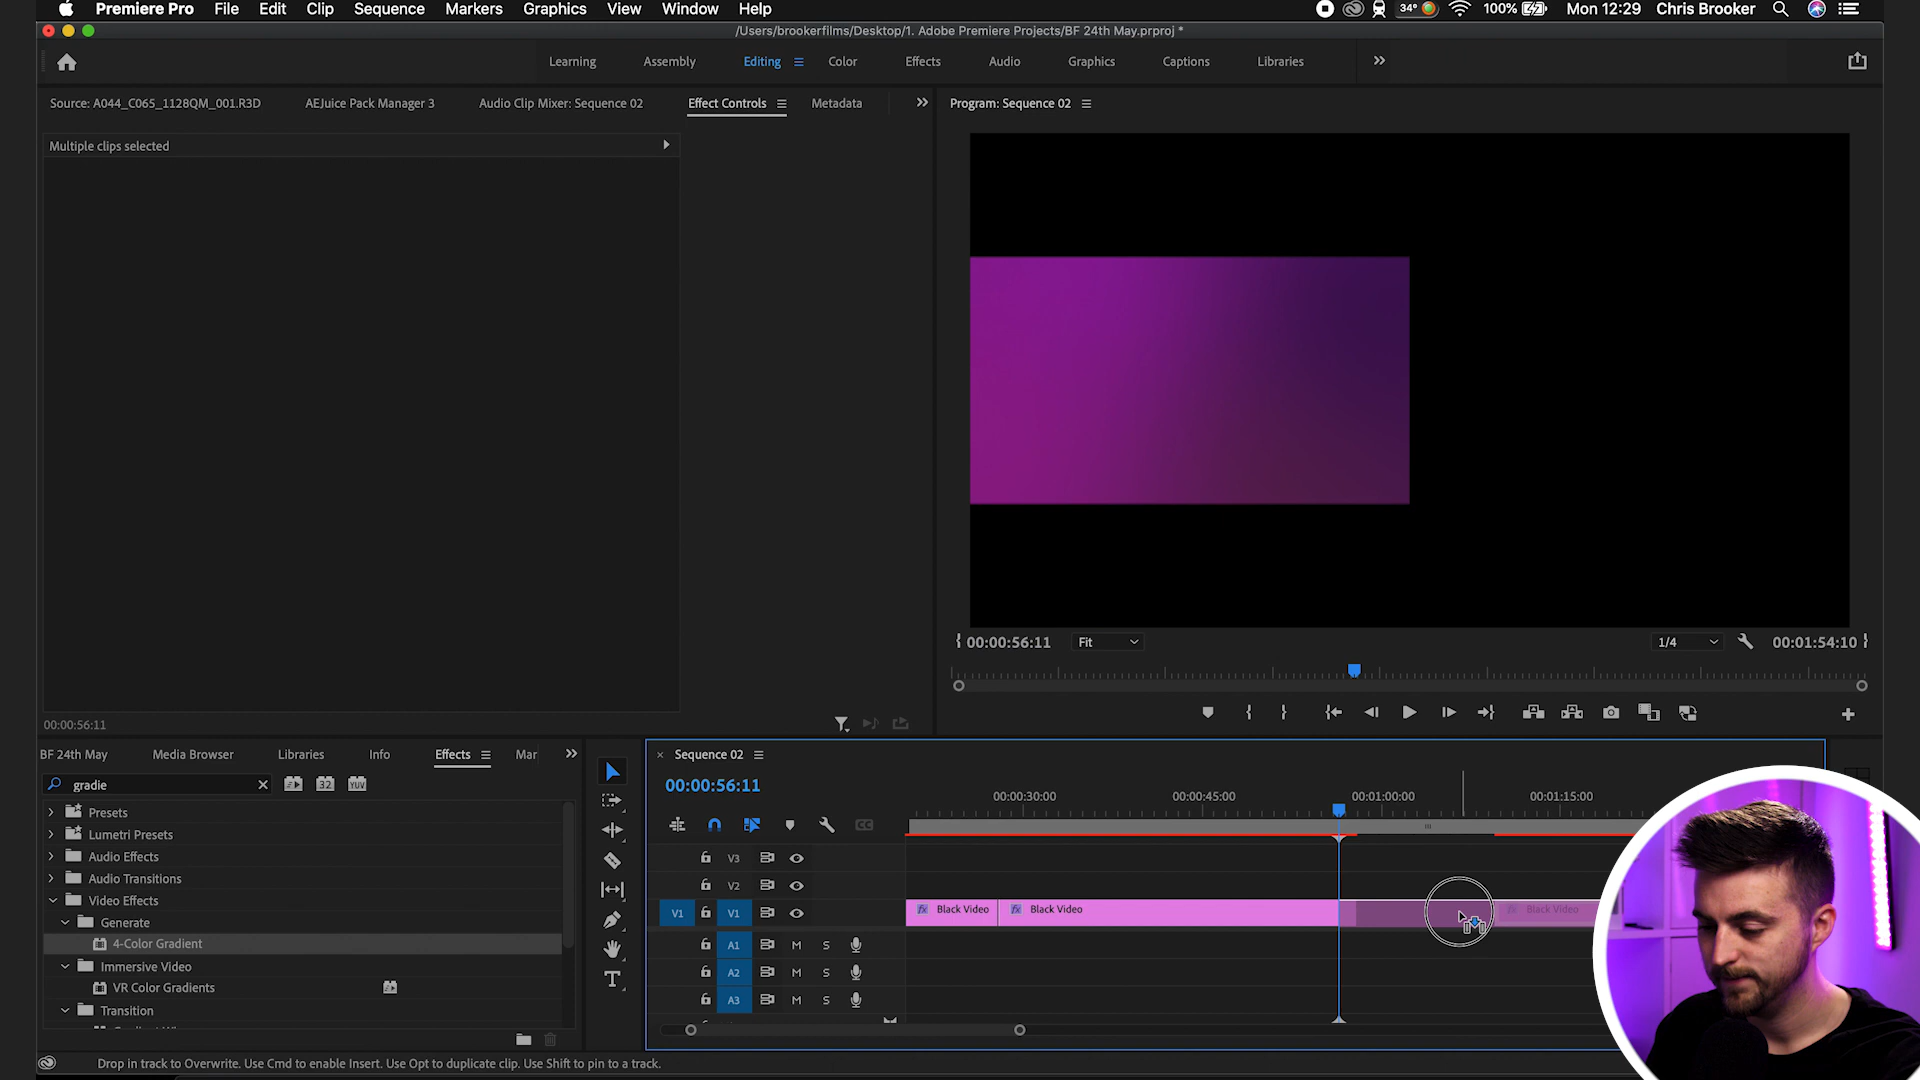 Premiere Pro File Edit Clip Sequence Markers Graphics View Window Help 34° 100% Mon 12:29 Chris Brooker
/Users/brookerfilms/Desktop/1. Adobe Premiere Projects/BF 24th May.prproj *
Learning Assembly Editing Color Effects Audio Graphics Captions Libraries
Source: A044_C065_1128QM_001.R3D AEJuice Pack Manager 3 Audio Clip Mixer: Sequence 02 Effect Controls Metadata
Program: Sequence 02
Multiple clips selected
00:00:56:11 Fit 1/4 00:01:54:10
00:00:56:11
BF 24th May Media Browser Libraries Info Effects Mar
gradie
32 YUV
Presets
Lumetri Presets
Audio Effects
Audio Transitions
Video Effects
Generate
4-Color Gradient
Immersive Video
VR Color Gradients
Transition
Sequence 02
00:00:56:11
00:00:30:00 00:00:45:00 00:01:00:00 00:01:15:00
CC
V3
V2
V1 V1 fx Black Video fx Black Video fx Black Video
A1 M S
A2 M S
A3 M S
Drop in track to Overwrite. Use Cmd to enable Insert. Use Opt to duplicate clip. Use Shift to pin to a track.